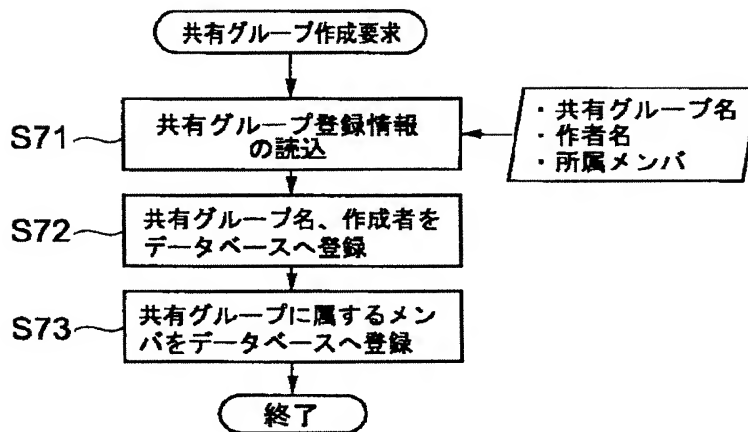 共有グループ作成要求
S71
共有グループ登録情報
の読込
・共有グループ名
・作者名
・所属メンバ
S72
共有グループ名、作成者を
データベースへ登録
S73
共有グループに属するメン
バをデータベースへ登録
終了